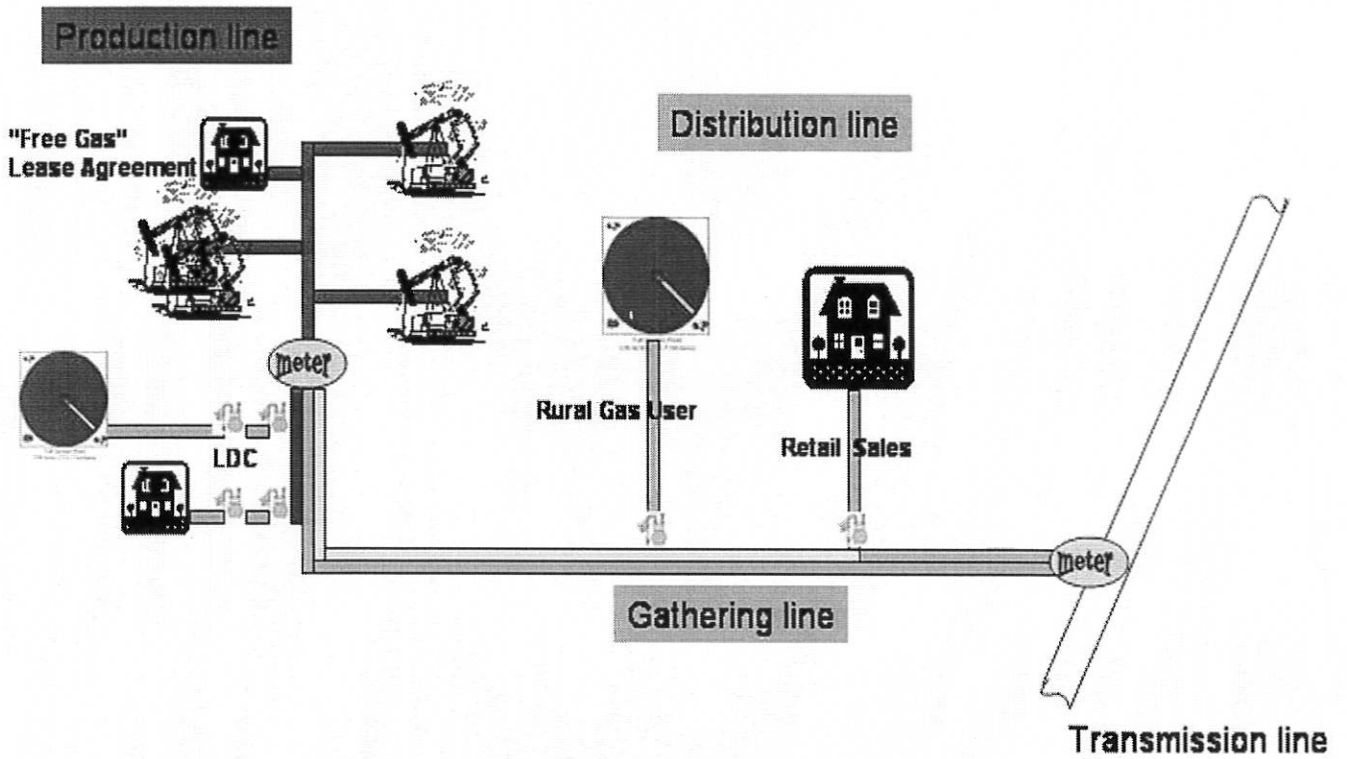 Production line
"Free Gas"
Lease Agreement
Distribution line
meter
Rural Gas User
Retail Sales
LDC
meter
Gathering line
Transmission line